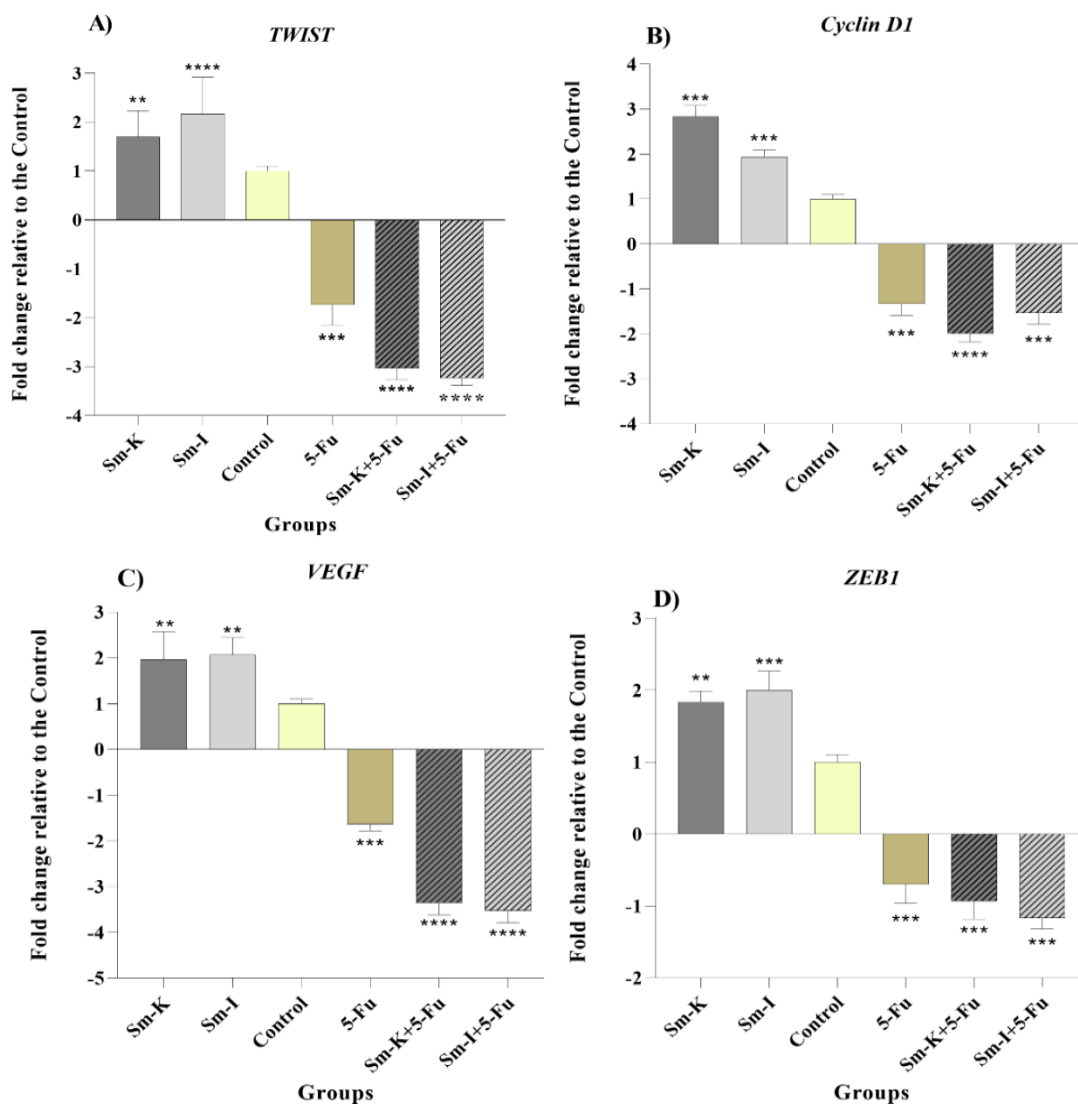 A)
TWIST
Fold change relative to the Control
3
2
1
0
-1
-2
-3
-4
**
****
***
****
****
Sm-K
Sm-I
Control
5-Fu
Sm-K+5-Fu
Sm-I+5-Fu
Groups
B)
Cyclin D1
Fold change relative to the Control
4
3
2
1
0
-1
-2
-3
-4
***
***
***
****
***
Sm-K
Sm-I
Control
5-Fu
Sm-K+5-Fu
Sm-I+5-Fu
C)
VEGF
Fold change relative to the Control
3
2
1
0
-1
-2
-3
-4
-5
**
**
***
****
****
Sm-K
Sm-I
Control
5-Fu
Sm-K+5-Fu
Sm-I+5-Fu
Groups
D)
ZEB1
Fold change relative to the Control
3
2
1
0
-1
-2
**
***
***
***
***
Sm-K
Sm-I
Control
5-Fu
Sm-K+5-Fu
Sm-I+5-Fu
Groups